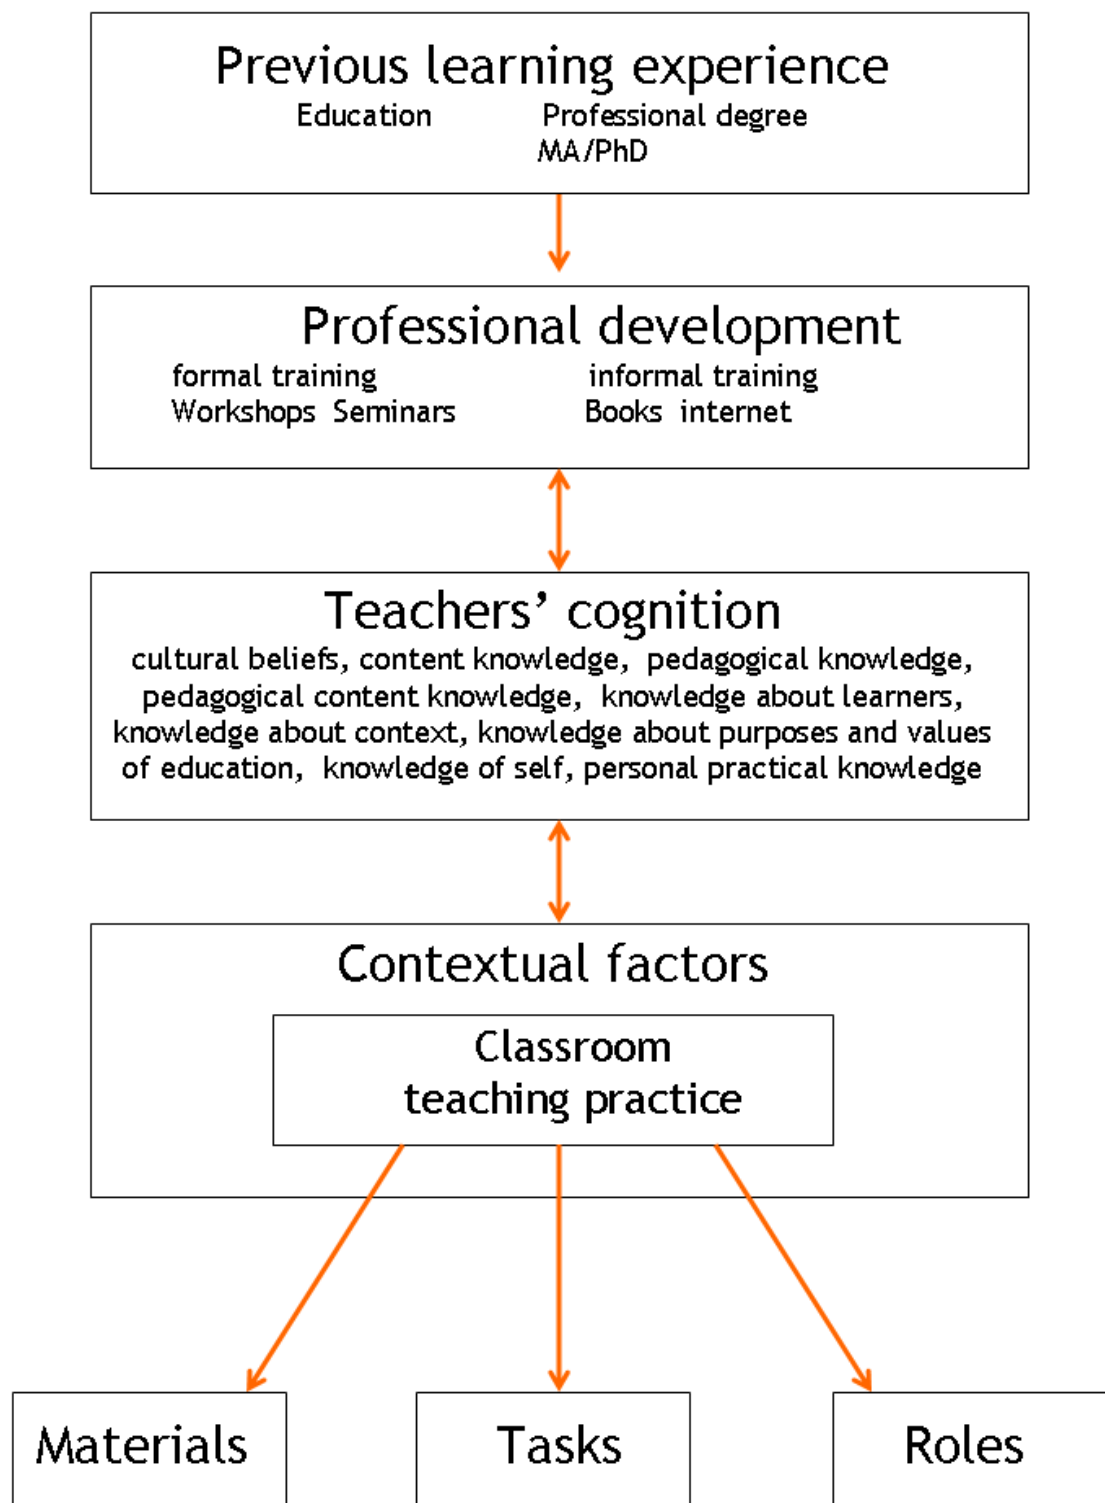 Previous learning experience
Education Professional degree
MA/PhD
Professional development
formal training informal training
Workshops Seminars Books internet
Teachers’ cognition
cultural beliefs, content knowledge, pedagogical knowledge,
pedagogical content knowledge, knowledge about learners,
knowledge about context, knowledge about purposes and values
of education, knowledge of self, personal practical knowledge
Contextual factors
Classroom
teaching practice
Materials Tasks Roles